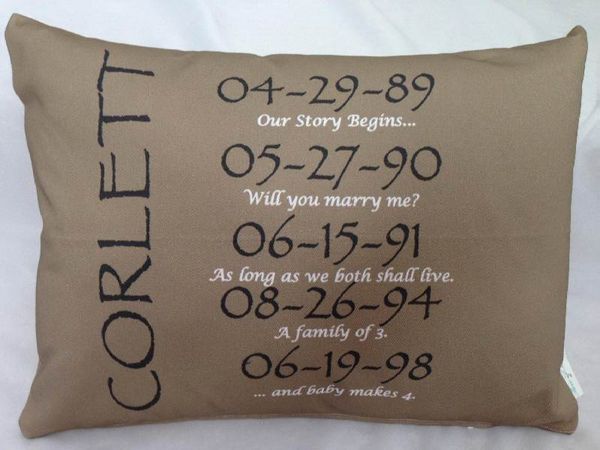 CORLETT
04-29-89
Our Story Begins...
05-27-90
Will you marry me?
06-15-91
As long as we both shall live.
08-26-94
A family of 3.
06-19-98
... and baby makes 4.